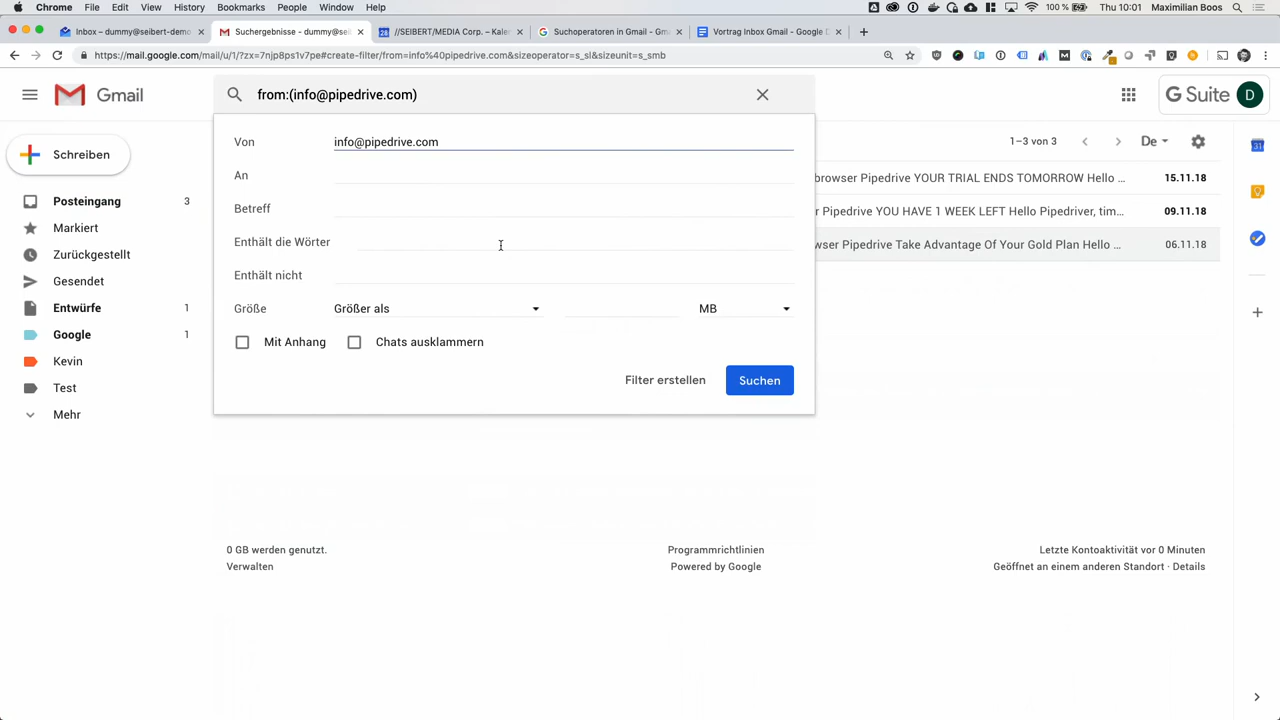 Chrome File Edit View History Bookmarks People Window Help 100 % Thu 10:01 Maximilian Boos
Inbox – dummy@seibert-demo Suchergebnisse - dummy@sei //SEIBERT/MEDIA Corp. – Kale Suchoperatoren in Gmail - Gm Vortrag Inbox Gmail - Google D
https://mail.google.com/mail/u/1/?zx=7njp8ps1v7pe#create-filter/from=info%40pipedrive.com&sizeoperator=s_sl&sizeunit=s_smb
Gmail
from:(info@pipedrive.com)
G Suite D
Schreiben
Posteingang 3
Markiert
Zurückgestellt
Gesendet
Entwürfe 1
Google 1
Kevin
Test
Mehr
Von info@pipedrive.com
An
Betreff
Enthält die Wörter
Enthält nicht
Größe Größer als MB
Mit Anhang Chats ausklammern
Filter erstellen Suchen
1–3 von 3 De
browser Pipedrive YOUR TRIAL ENDS TOMORROW Hello ... 15.11.18
r Pipedrive YOU HAVE 1 WEEK LEFT Hello Pipedriver, tim... 09.11.18
wser Pipedrive Take Advantage Of Your Gold Plan Hello ... 06.11.18
0 GB werden genutzt.
Verwalten
Programmrichtlinien
Powered by Google
Letzte Kontoaktivität vor 0 Minuten
Geöffnet an einem anderen Standort · Details